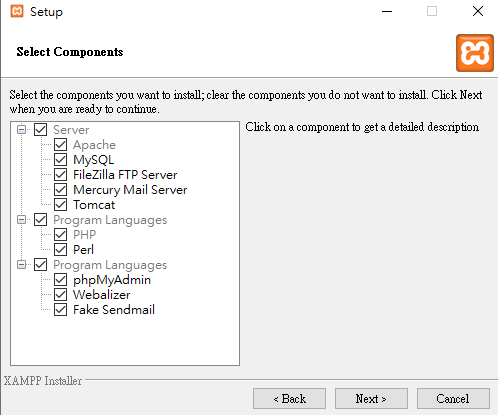 Setup
Select Components
Select the components you want to install; clear the components you do not want to install. Click Next
when you are ready to continue.
Server
Apache
MySQL
FileZilla FTP Server
Mercury Mail Server
Tomcat
Program Languages
PHP
Perl
Program Languages
phpMyAdmin
Webalizer
Fake Sendmail
Click on a component to get a detailed description
XAMPP Installer
< Back
Next >
Cancel